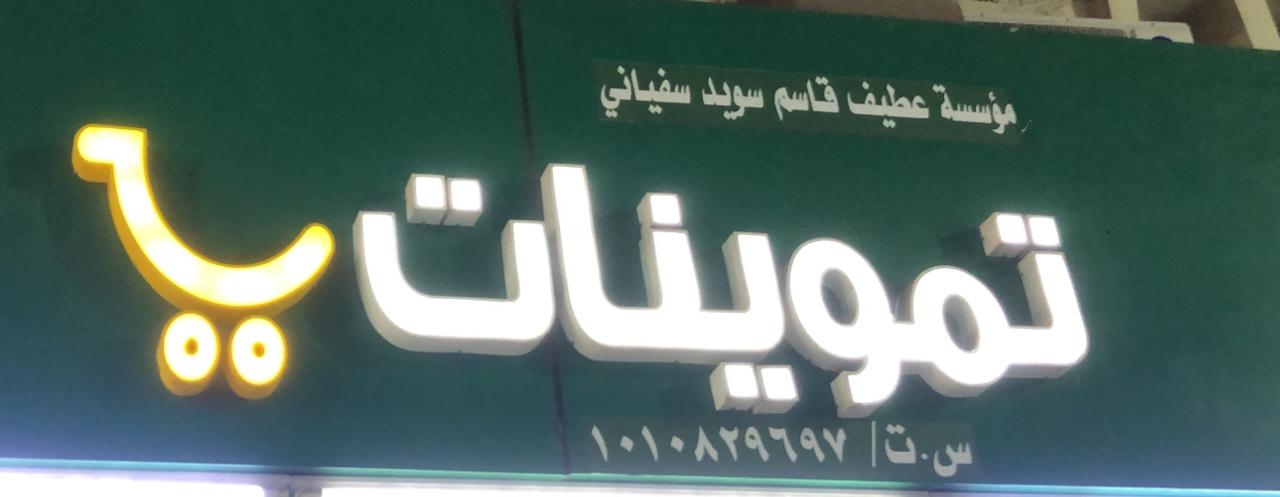 مؤسسة عطيف قاسم سويد سفياني
تموينات
س.ت/ ١٠١٠٨٢٩٦٩٧